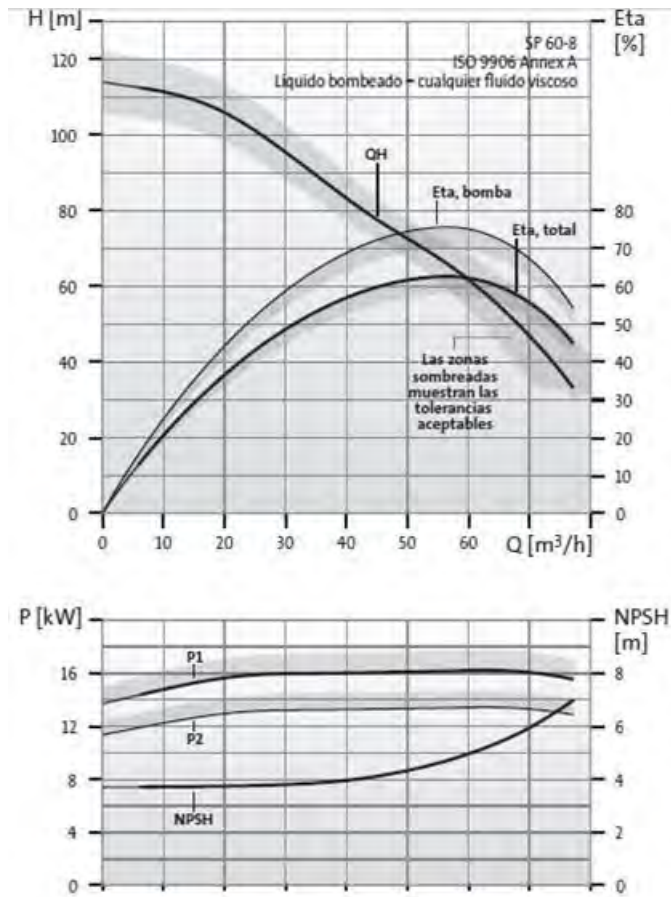 H [m]
Eta
[%]
SP 60-8
ISO 9906 Annex A
Líquido bombeado = cualquier fluido viscoso
120
100
QH
Eta, bomba
80
80
Eta, total
70
60
60
50
40
Las zonas
40
sombreadas
muestran las
30
tolerancias
20
aceptables
20
10
0
0
0
10
20
30
40
50
60
Q [m³/h]
P [kW]
NPSH
[m]
16
P1
8
12
P2
6
8
4
NPSH
4
2
0
0